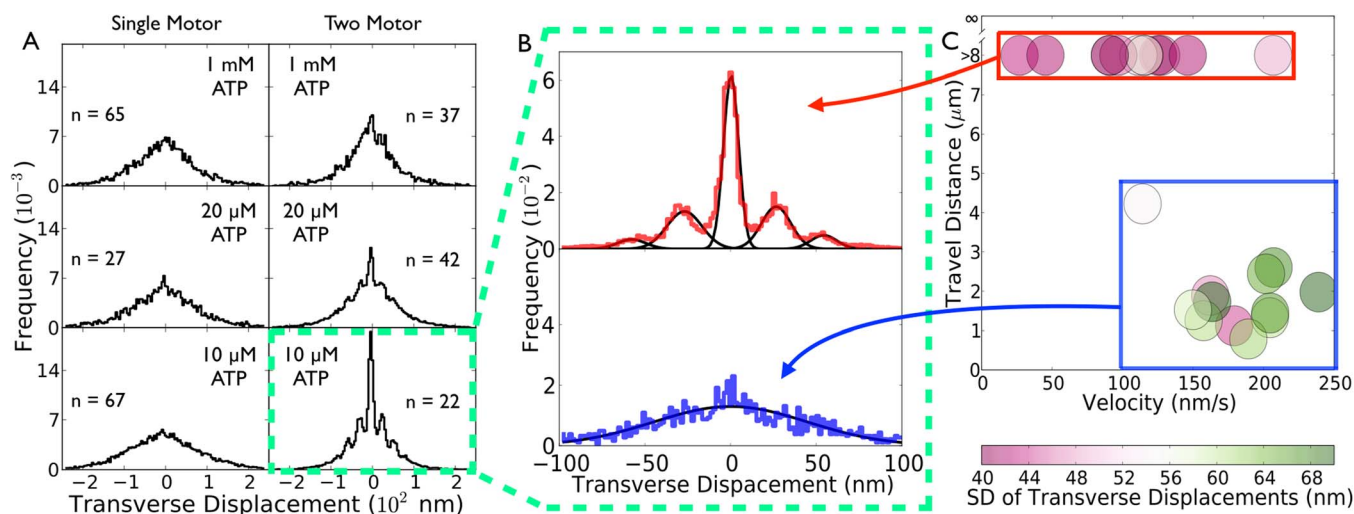 A
Single Motor
Two Motor
1 mM
ATP
n = 65
1 mM
ATP
n = 37
20 µM
ATP
n = 27
20 µM
ATP
n = 42
10 µM
ATP
n = 67
10 µM
ATP
n = 22
14
7
0
14
7
0
14
7
0
Frequency (10⁻³)
−2 −1 0 1 2
−2 −1 0 1 2
Transverse Displacement (10² nm)
B
6
4
2
0
4
2
0
Frequency (10⁻²)
−100 −50 0 50 100
Transverse Dispacement (nm)
C
∞
>8
6
5
4
3
2
1
0
Travel Distance (µm)
0 50 100 150 200 250
Velocity (nm/s)
40 44 48 52 56 60 64 68
SD of Transverse Displacements (nm)